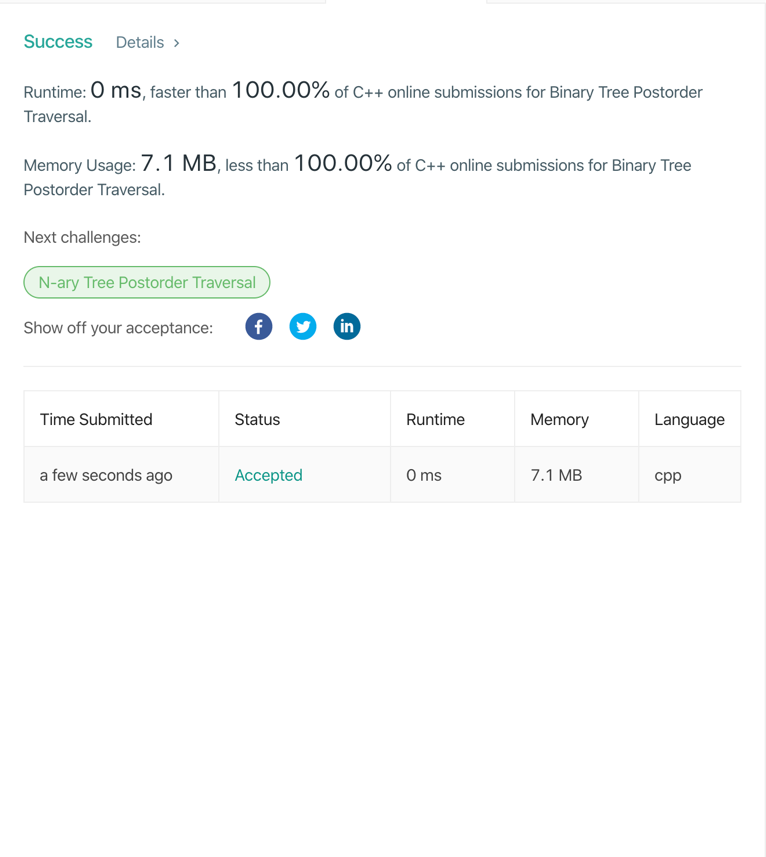 Success Details >
Runtime: 0 ms, faster than 100.00% of C++ online submissions for Binary Tree Postorder
Traversal.
Memory Usage: 7.1 MB, less than 100.00% of C++ online submissions for Binary Tree
Postorder Traversal.
Next challenges:
N-ary Tree Postorder Traversal
Show off your acceptance: f in
Time Submitted Status Runtime Memory Language
a few seconds ago Accepted 0 ms 7.1 MB cpp